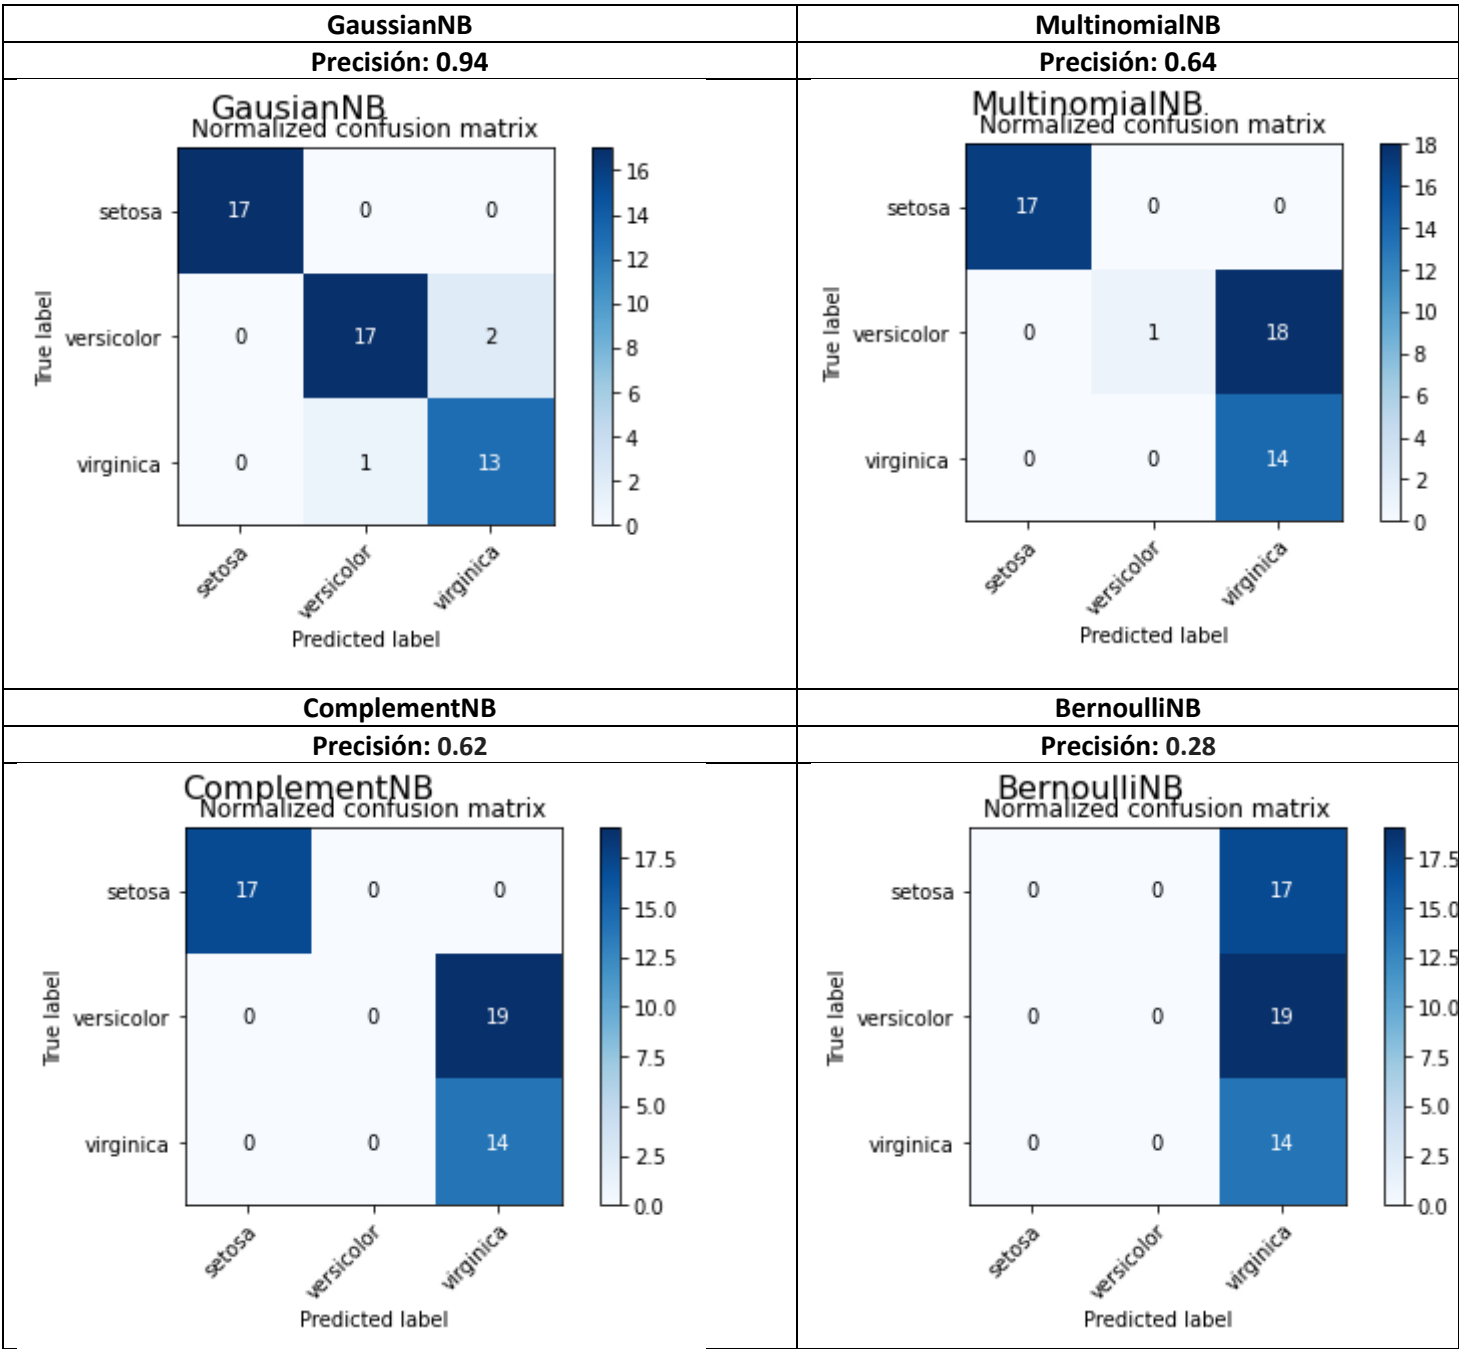 GaussianNB
MultinomialNB
Precisión: 0.94
Precisión: 0.64
GausianNB
Normalized confusion matrix
setosa
versicolor
virginica
True label
17 0 0
0 17 2
0 1 13
setosa versicolor virginica
Predicted label
16
14
12
10
8
6
4
2
0
MultinomialNB
Normalized confusion matrix
setosa
versicolor
virginica
True label
17 0 0
0 1 18
0 0 14
setosa versicolor virginica
Predicted label
18
16
14
12
10
8
6
4
2
0
ComplementNB
BernoulliNB
Precisión: 0.62
Precisión: 0.28
ComplementNB
Normalized confusion matrix
setosa
versicolor
virginica
True label
17 0 0
0 0 19
0 0 14
setosa versicolor virginica
Predicted label
17.5
15.0
12.5
10.0
7.5
5.0
2.5
0.0
BernoulliNB
Normalized confusion matrix
setosa
versicolor
virginica
True label
0 0 17
0 0 19
0 0 14
setosa versicolor virginica
Predicted label
17.5
15.0
12.5
10.0
7.5
5.0
2.5
0.0